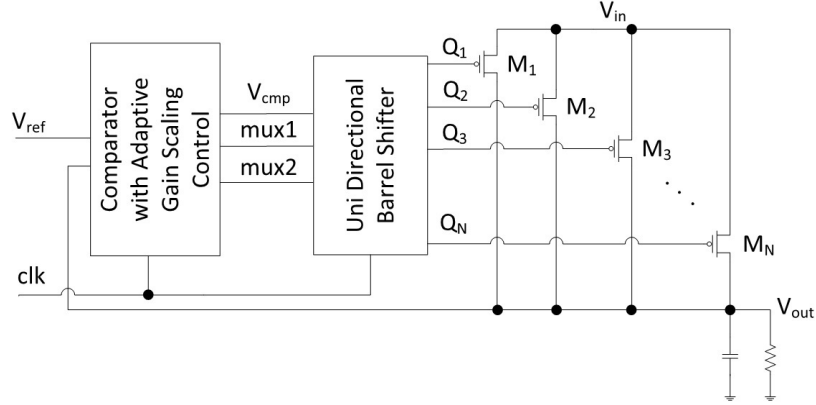 V_in
Q_1
M_1
V_cmp
Q_2
M_2
V_ref
mux1
Q_3
M_3
mux2
Comparator
with Adaptive
Gain Scaling
Control
Uni Directional
Barrel Shifter
. . .
Q_N
M_N
clk
V_out